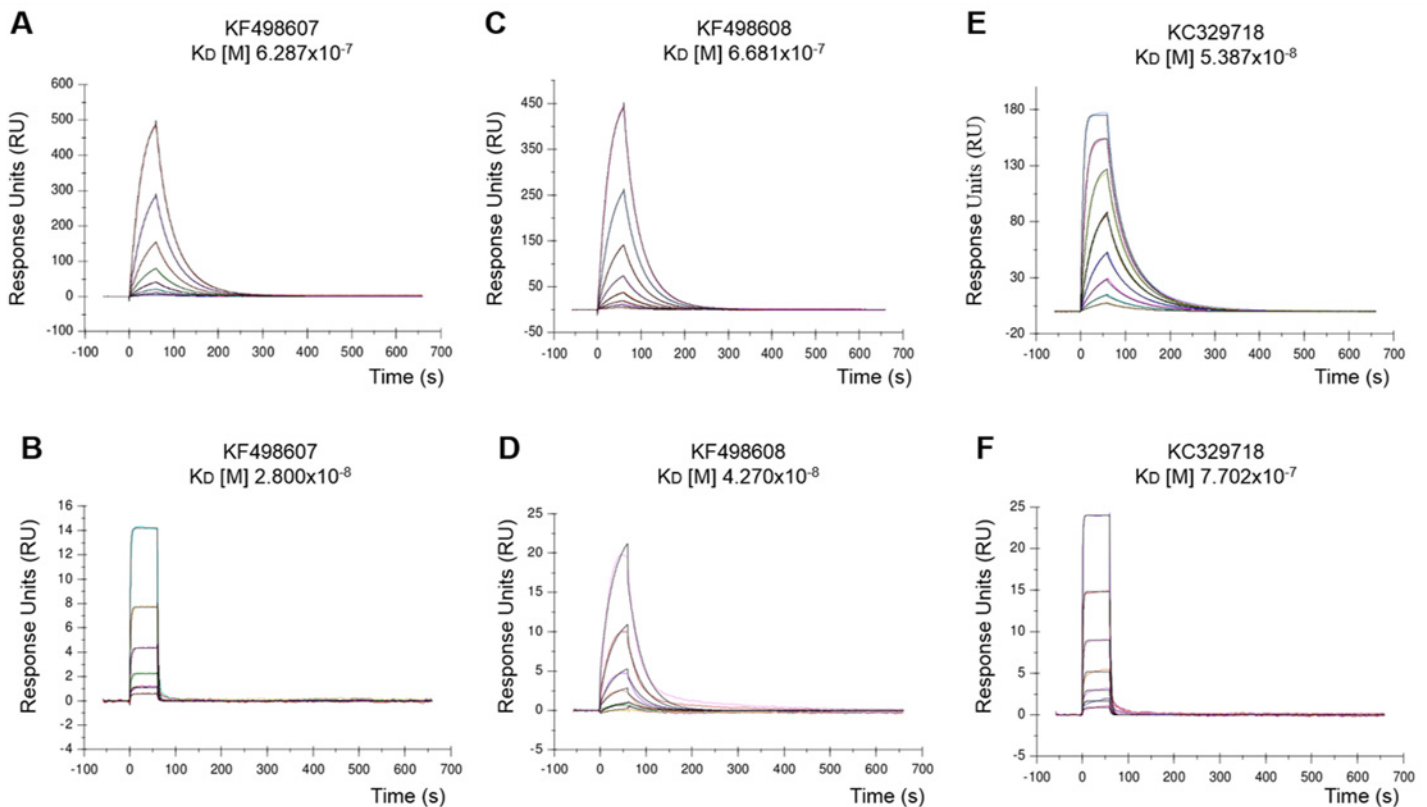 A
KF498607
KD [M] 6.287x10-7
Response Units (RU)
600
500
400
300
200
100
0
-100
-100 0 100 200 300 400 500 600 700
Time (s)
C
KF498608
KD [M] 6.681x10-7
Response Units (RU)
450
350
250
150
50
-50
-100 0 100 200 300 400 500 600 700
Time (s)
E
KC329718
KD [M] 5.387x10-8
Response Units (RU)
180
130
80
30
-20
-100 0 100 200 300 400 500 600 700
Time (s)
B
KF498607
KD [M] 2.800x10-8
Response Units (RU)
16
14
12
10
8
6
4
2
0
-2
-4
-100 0 100 200 300 400 500 600 700
Time (s)
D
KF498608
KD [M] 4.270x10-8
Response Units (RU)
25
20
15
10
5
0
-5
-100 0 100 200 300 400 500 600 700
Time (s)
F
KC329718
KD [M] 7.702x10-7
Response Units (RU)
25
20
15
10
5
0
-5
-100 0 100 200 300 400 500 600 700
Time (s)